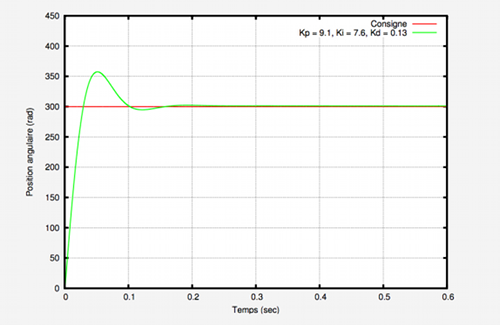 450
400
350
300
250
200
150
100
50
0
Position angulaire (rad)
Consigne
Kp = 9.1, Ki = 7.6, Kd = 0.13
0 0.1 0.2 0.3 0.4 0.5 0.6
Temps (sec)